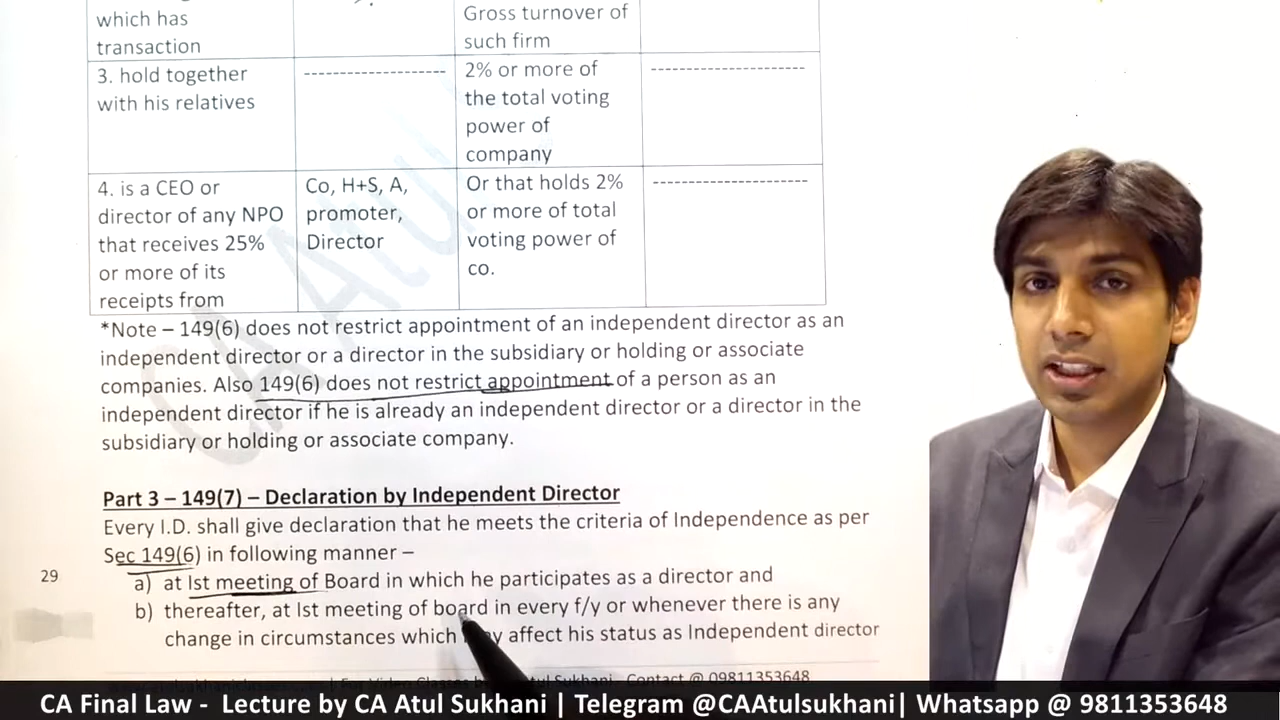 which has
transaction
Gross turnover of
such firm
3. hold together
with his relatives
--------------------
2% or more of
the total voting
power of
company
----------------------
4. is a CEO or
director of any NPO
that receives 25%
or more of its
receipts from
Co, H+S, A,
promoter,
Director
Or that holds 2%
or more of total
voting power of
co.
----------------------
*Note – 149(6) does not restrict appointment of an independent director as an
independent director or a director in the subsidiary or holding or associate
companies. Also 149(6) does not restrict appointment of a person as an
independent director if he is already an independent director or a director in the
subsidiary or holding or associate company.
Part 3 – 149(7) – Declaration by Independent Director
Every I.D. shall give declaration that he meets the criteria of Independence as per
Sec 149(6) in following manner –
29
a) at Ist meeting of Board in which he participates as a director and
b) thereafter, at Ist meeting of board in every f/y or whenever there is any
change in circumstances which affect his status as Independent director
Sukhani Contact @ 09811353648
CA Atul
CA Final Law - Lecture by CA Atul Sukhani | Telegram @CAAtulsukhani| Whatsapp @ 9811353648